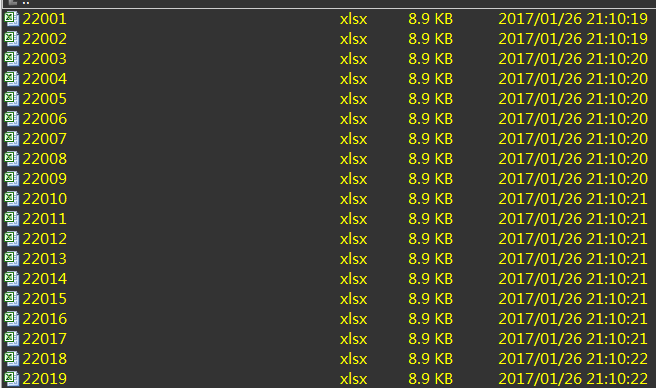 ..
22001 xlsx 8.9 KB 2017/01/26 21:10:19
22002 xlsx 8.9 KB 2017/01/26 21:10:19
22003 xlsx 8.9 KB 2017/01/26 21:10:20
22004 xlsx 8.9 KB 2017/01/26 21:10:20
22005 xlsx 8.9 KB 2017/01/26 21:10:20
22006 xlsx 8.9 KB 2017/01/26 21:10:20
22007 xlsx 8.9 KB 2017/01/26 21:10:20
22008 xlsx 8.9 KB 2017/01/26 21:10:20
22009 xlsx 8.9 KB 2017/01/26 21:10:20
22010 xlsx 8.9 KB 2017/01/26 21:10:21
22011 xlsx 8.9 KB 2017/01/26 21:10:21
22012 xlsx 8.9 KB 2017/01/26 21:10:21
22013 xlsx 8.9 KB 2017/01/26 21:10:21
22014 xlsx 8.9 KB 2017/01/26 21:10:21
22015 xlsx 8.9 KB 2017/01/26 21:10:21
22016 xlsx 8.9 KB 2017/01/26 21:10:21
22017 xlsx 8.9 KB 2017/01/26 21:10:21
22018 xlsx 8.9 KB 2017/01/26 21:10:22
22019 xlsx 8.9 KB 2017/01/26 21:10:22